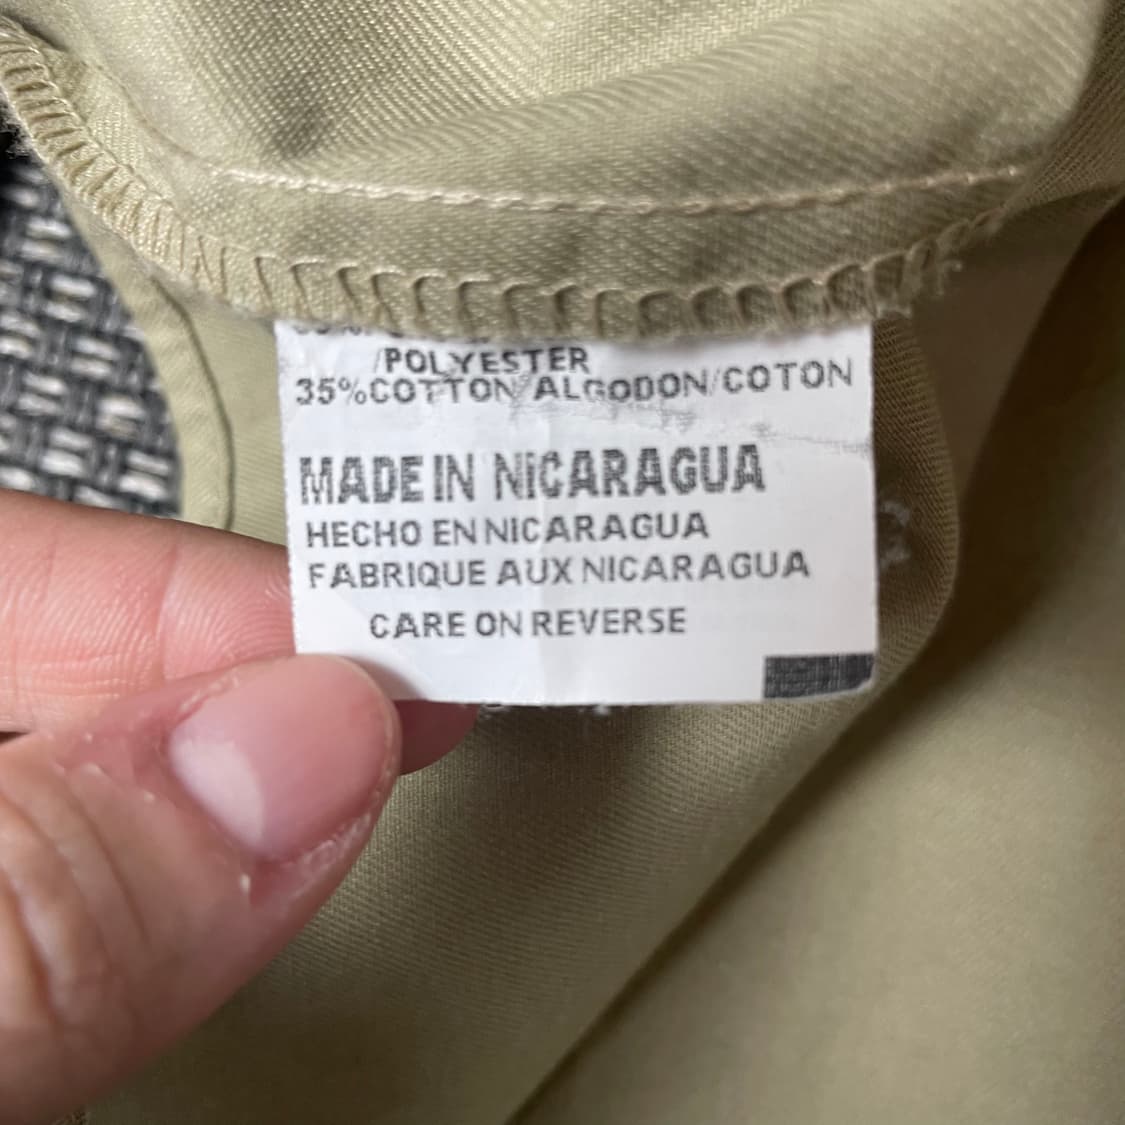 /POLYESTER
35%COTTON/ALGODON/COTON
MADE IN NICARAGUA
HECHO EN NICARAGUA
FABRIQUE AUX NICARAGUA
CARE ON REVERSE